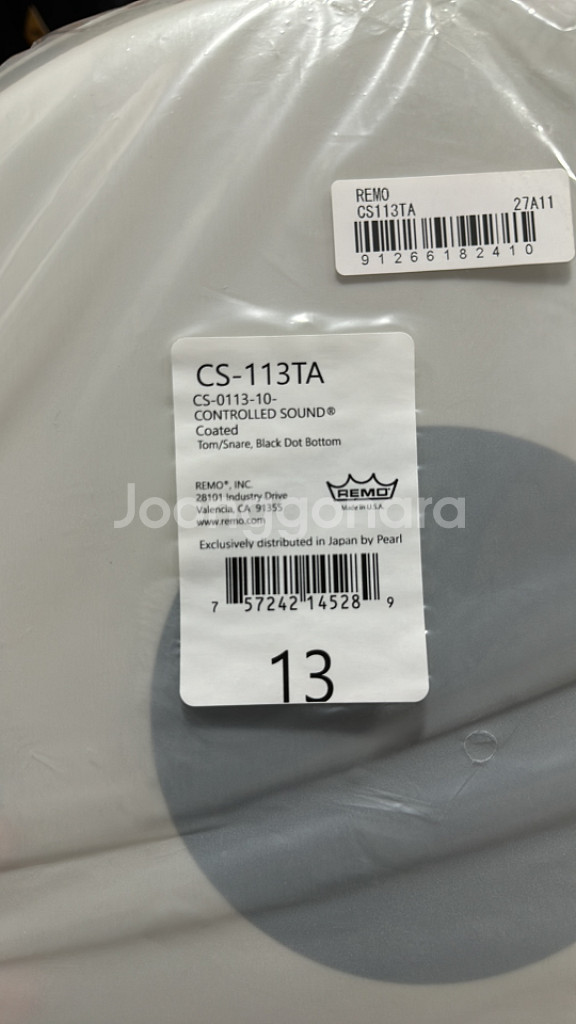 REMO
CS113TA 27A11
91266182410
CS-113TA
CS-0113-10-
CONTROLLED SOUND®
Coated
Tom/Snare, Black Dot Bottom
REMO®, INC.
28101 Industry Drive
Valencia, CA 91355
www.remo.com
REMO
Made in U.S.A.
Joonggonara
Exclusively distributed in Japan by Pearl
7 57242 14528 9
13